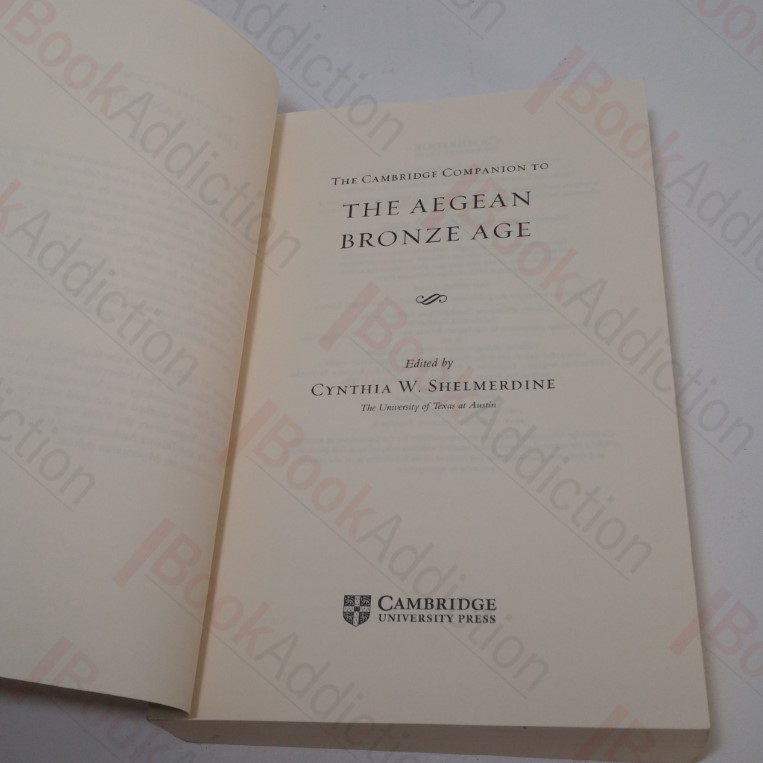 THE CAMBRIDGE COMPANION TO
THE AEGEAN
BRONZE AGE
Edited by
CYNTHIA W. SHELMERDINE
The University of Texas at Austin
CAMBRIDGE
UNIVERSITY PRESS
BookAddiction